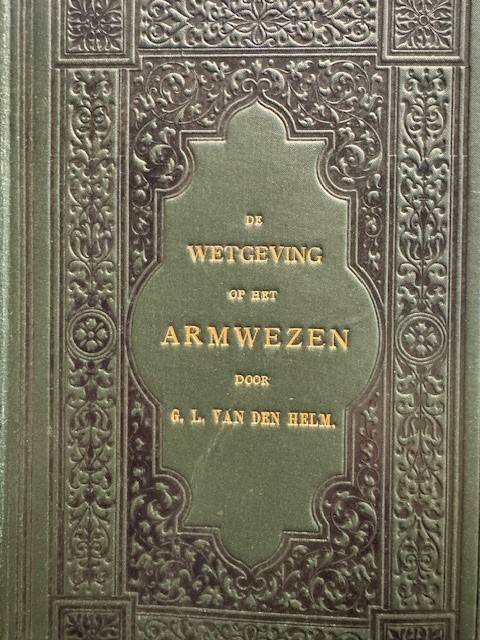 DE
WETGEVING
OP HET
ARMWEZEN
DOOR
G. L. VAN DEN HELM.